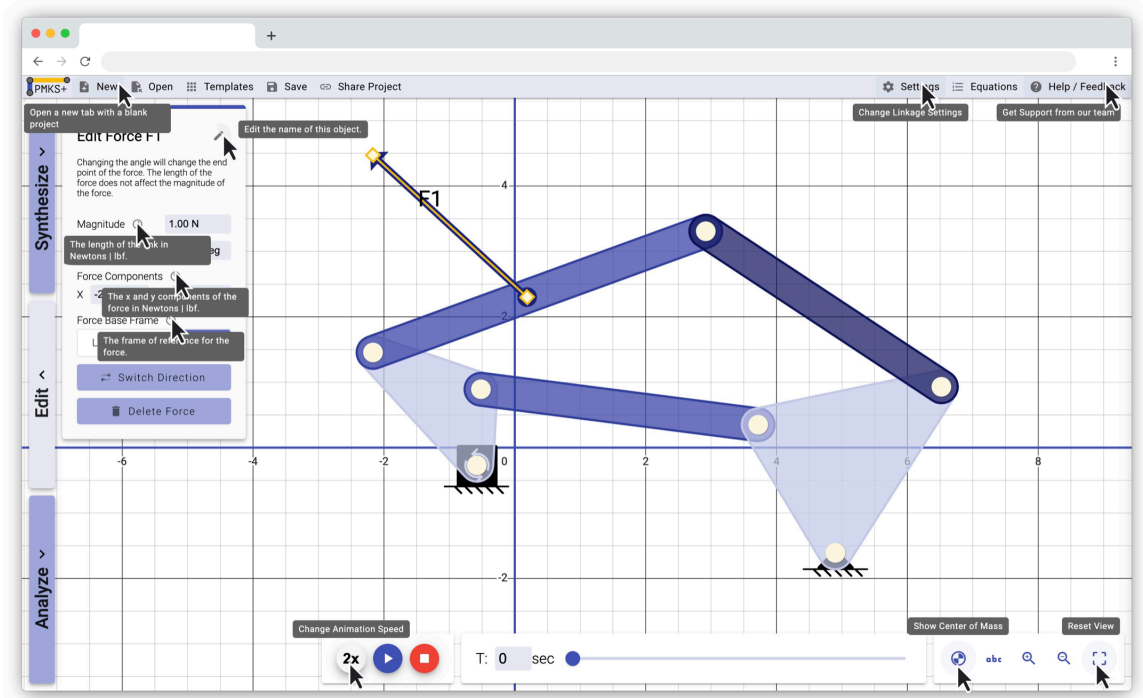 +
PMKS+ New Open Templates Save Share Project Settings Equations Help / Feedback
Open a new tab with a blank
project
Change Linkage Settings
Get Support from our team
Edit Force F1
Edit the name of this object.
Changing the angle will change the end
point of the force. The length of the
force does not affect the magnitude of
the force.
Magnitude 1.00 N
The length of the link in
Newtons | lbf.
eg
Force Components
X -2
The x and y components of the
force in Newtons | lbf.
Force Base Frame
The frame of reference for the
force.
Switch Direction
Delete Force
Synthesize
Edit
Analyze
F1
4
2
-6 -4 -2 0 2 4 6 8
-2
Change Animation Speed
Show Center of Mass
Reset View
2x
T: 0 sec
abc